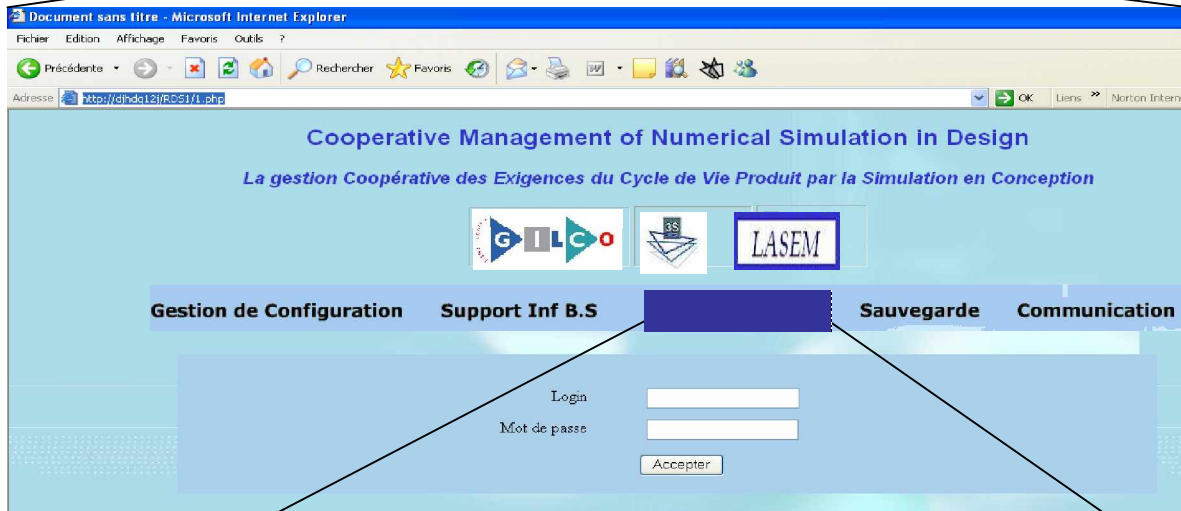 Document sans titre - Microsoft Internet Explorer
Fichier Edition Affichage Favoris Outils ?
Précédente Rechercher Favoris
Adresse http://djhdq12j/RDS1/1.php OK Liens » Norton Intern
Cooperative Management of Numerical Simulation in Design
La gestion Coopérative des Exigences du Cycle de Vie Produit par la Simulation en Conception
GILCO 3S LASEM
Gestion de Configuration Support Inf B.S Sauvegarde Communication
Login
Mot de passe
Accepter